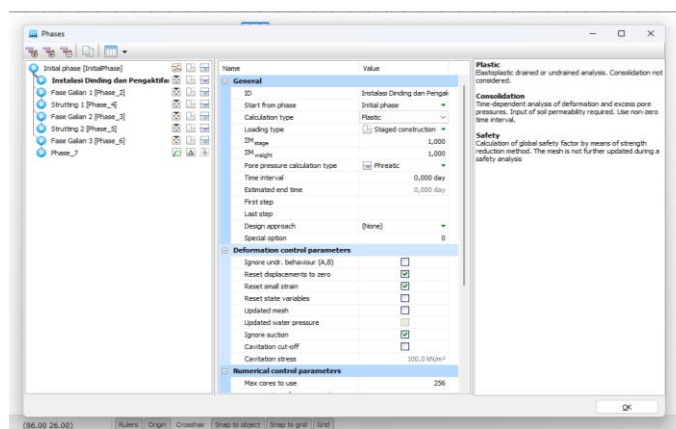 Phases
Initial phase [InitialPhase]
Instalasi Dinding dan Pengaktifa
Fase Galian 1 [Phase_2]
Strutting 1 [Phase_4]
Fase Galian 2 [Phase_3]
Strutting 2 [Phase_5]
Fase Galian 3 [Phase_6]
Phase_7
Name Value
General
ID Instalasi Dinding dan Pengak
Start from phase Initial phase
Calculation type Plastic
Loading type Staged construction
ΣM stage 1,000
ΣM weight 1,000
Pore pressure calculation type Phreatic
Time interval 0,000 day
Estimated end time 0,000 day
First step
Last step
Design approach (None)
Special option 0
Deformation control parameters
Ignore undr. behaviour (A,B)
Reset displacements to zero
Reset small strain
Reset state variables
Updated mesh
Updated water pressure
Ignore suction
Cavitation cut-off
Cavitation stress 100,0 kN/m²
Numerical control parameters
Max cores to use 256
Plastic
Elastoplastic drained or undrained analysis. Consolidation not
considered.
Consolidation
Time-dependent analysis of deformation and excess pore
pressures. Input of soil permeability required. Use non-zero
time interval.
Safety
Calculation of global safety factor by means of strength
reduction method. The mesh is not further updated during a
safety analysis
OK
(86.00 26.00) Rulers Origin Crosshair Snap to object Snap to grid Grid